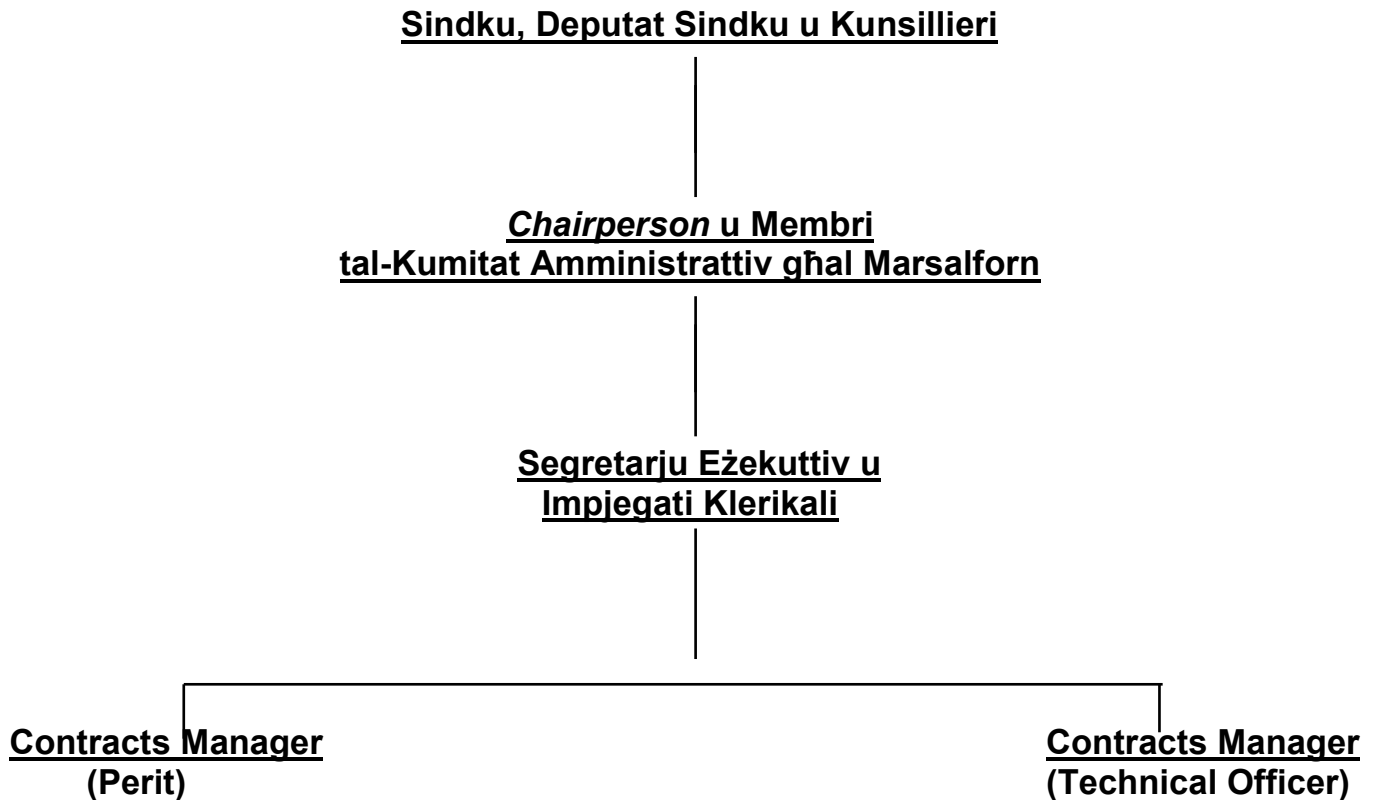 Sindku, Deputat Sindku u Kunsillieri
Chairperson u Membri
tal-Kumitat Amministrattiv għal Marsalforn
Segretarju Eżekuttiv u
Impjegati Klerikali
Contracts Manager
(Perit)
Contracts Manager
(Technical Officer)